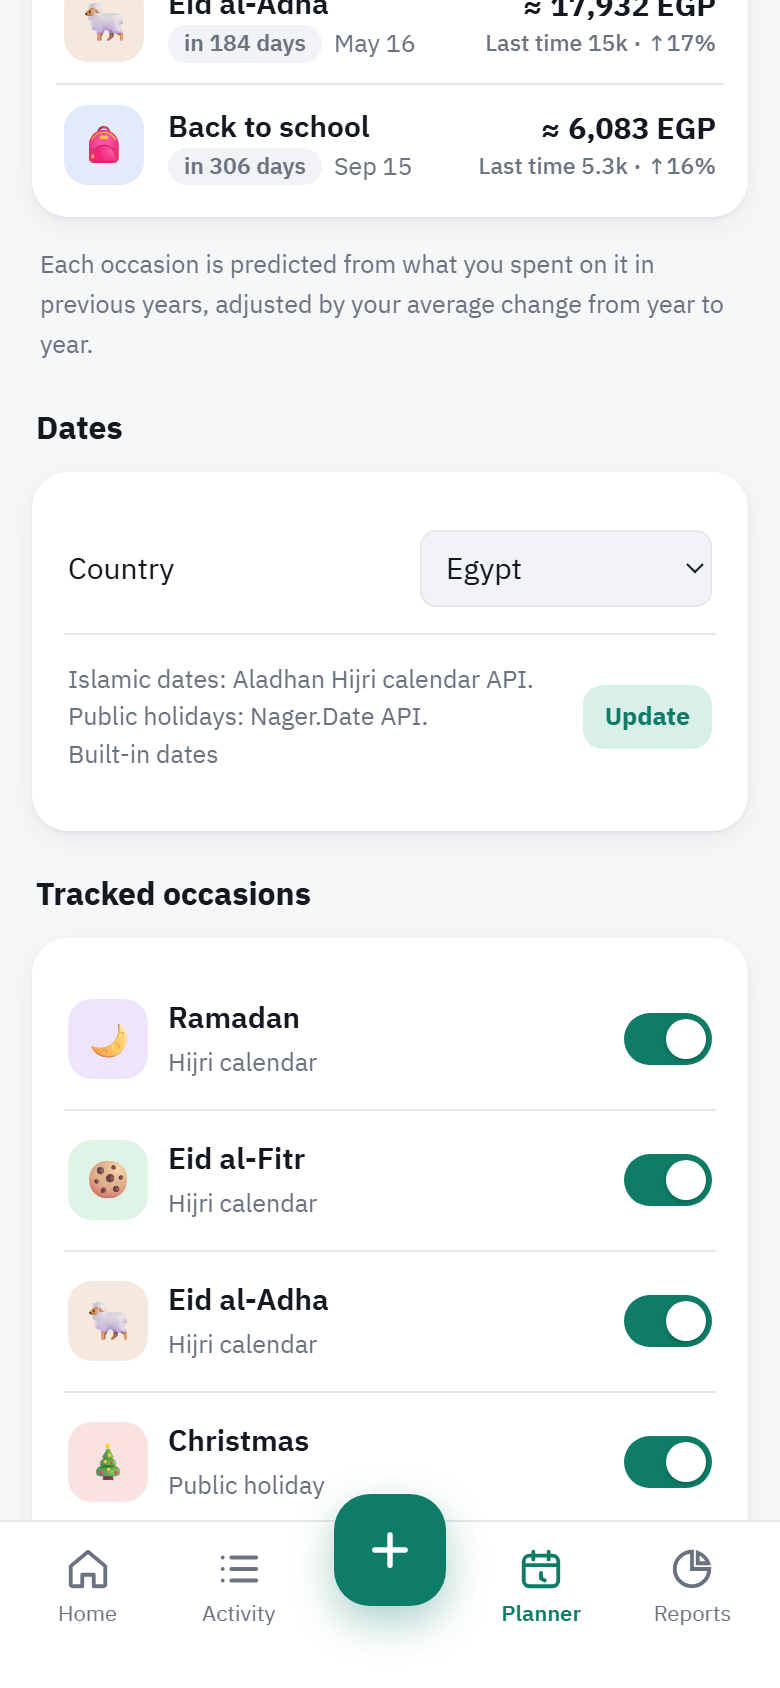 Eid al-Adha
≈ 17,932 EGP
in 184 days May 16
Last time 15k · ↑17%
Back to school
≈ 6,083 EGP
in 306 days Sep 15
Last time 5.3k · ↑16%
Each occasion is predicted from what you spent on it in
previous years, adjusted by your average change from year to
year.
Dates
Country
Egypt
Islamic dates: Aladhan Hijri calendar API.
Public holidays: Nager.Date API.
Built-in dates
Update
Tracked occasions
Ramadan
Hijri calendar
Eid al-Fitr
Hijri calendar
Eid al-Adha
Hijri calendar
Christmas
Public holiday
Home
Activity
Planner
Reports